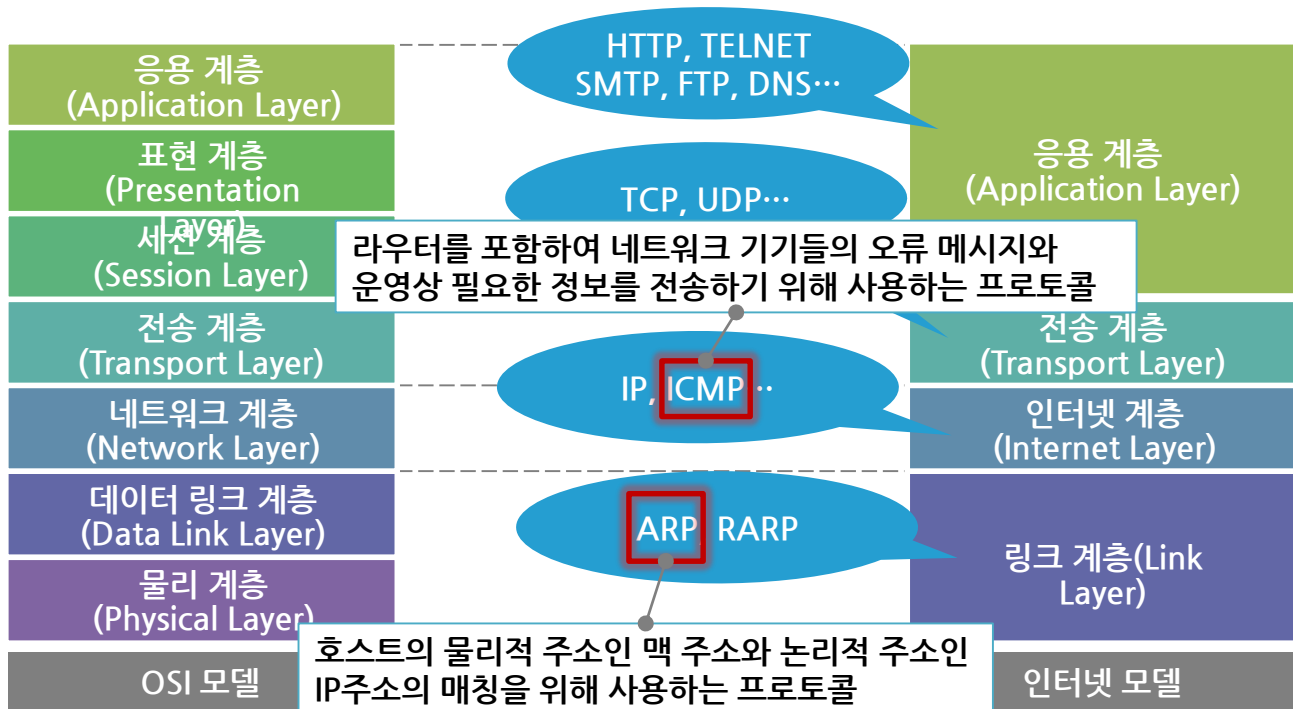 응용 계층
(Application Layer)
표현 계층
(Presentation
Layer)
세션 계층
(Session Layer)
전송 계층
(Transport Layer)
네트워크 계층
(Network Layer)
데이터 링크 계층
(Data Link Layer)
물리 계층
(Physical Layer)
OSI 모델
HTTP, TELNET
SMTP, FTP, DNS…
TCP, UDP…
라우터를 포함하여 네트워크 기기들의 오류 메시지와
운영상 필요한 정보를 전송하기 위해 사용하는 프로토콜
IP, ICMP…
ARP, RARP
호스트의 물리적 주소인 맥 주소와 논리적 주소인
IP주소의 매칭을 위해 사용하는 프로토콜
응용 계층
(Application Layer)
전송 계층
(Transport Layer)
인터넷 계층
(Internet Layer)
링크 계층(Link
Layer)
인터넷 모델